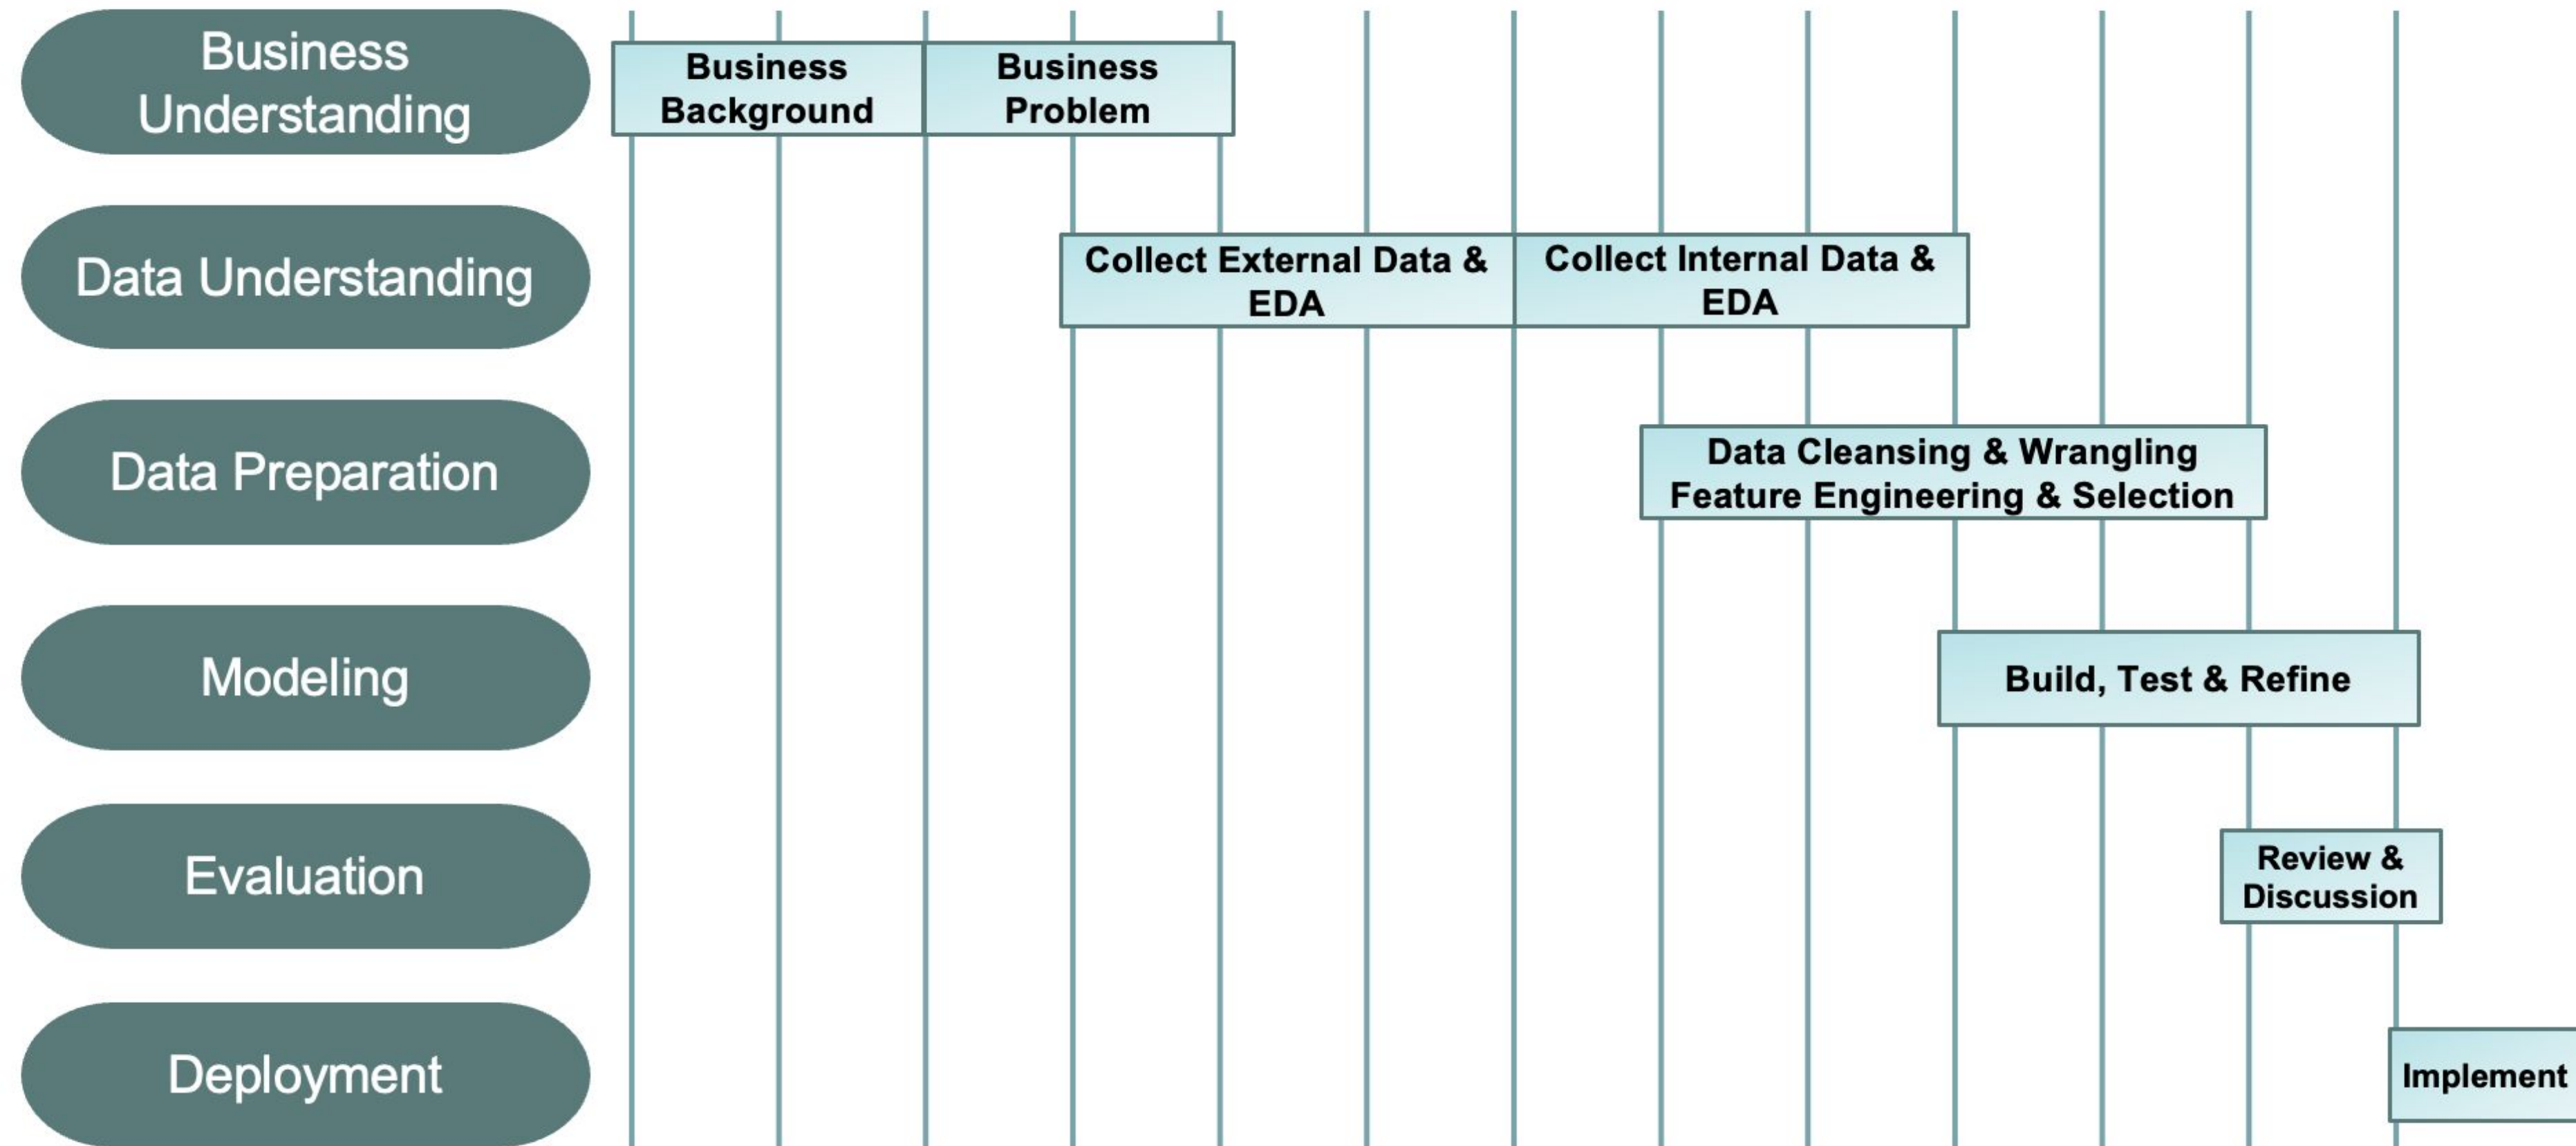 Business
Understanding
Business
Background
Business
Problem
Data Understanding
Collect External Data &
EDA
Collect Internal Data &
EDA
Data Preparation
Data Cleansing & Wrangling
Feature Engineering & Selection
Modeling
Build, Test & Refine
Evaluation
Review &
Discussion
Deployment
Implement